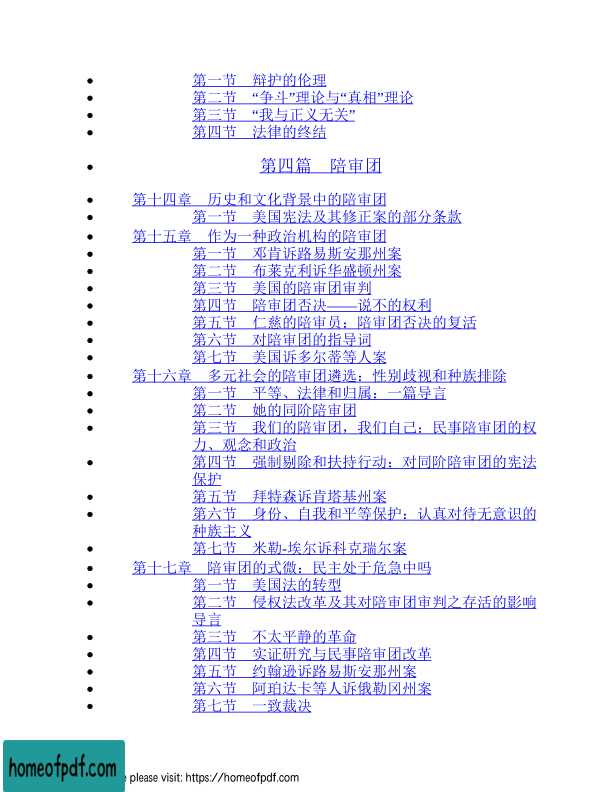 第一节　辩护的伦理
第二节　“争斗”理论与“真相”理论
第三节　“我与正义无关”
第四节　法律的终结
第四篇　陪审团
第十四章　历史和文化背景中的陪审团
第一节　美国宪法及其修正案的部分条款
第十五章　作为一种政治机构的陪审团
第一节　邓肯诉路易斯安那州案
第二节　布莱克利诉华盛顿州案
第三节　美国的陪审团审判
第四节　陪审团否决——说不的权利
第五节　仁慈的陪审员：陪审团否决的复活
第六节　对陪审团的指导词
第七节　美国诉多尔蒂等人案
第十六章　多元社会的陪审团遴选：性别歧视和种族排除
第一节　平等、法律和归属：一篇导言
第二节　她的同阶陪审团
第三节　我们的陪审团，我们自己：民事陪审团的权
力、观念和政治
第四节　强制剔除和扶持行动：对同阶陪审团的宪法
保护
第五节　拜特森诉肯塔基州案
第六节　身份、自我和平等保护：认真对待无意识的
种族主义
第七节　米勒-埃尔诉科克瑞尔案
第十七章　陪审团的式微：民主处于危急中吗
第一节　美国法的转型
第二节　侵权法改革及其对陪审团审判之存活的影响
导言
第三节　不太平静的革命
第四节　实证研究与民事陪审团改革
第五节　约翰逊诉路易斯安那州案
第六节　阿珀达卡等人诉俄勒冈州案
第七节　一致裁决
homeofpdf.com
e please visit: https://homeofpdf.com